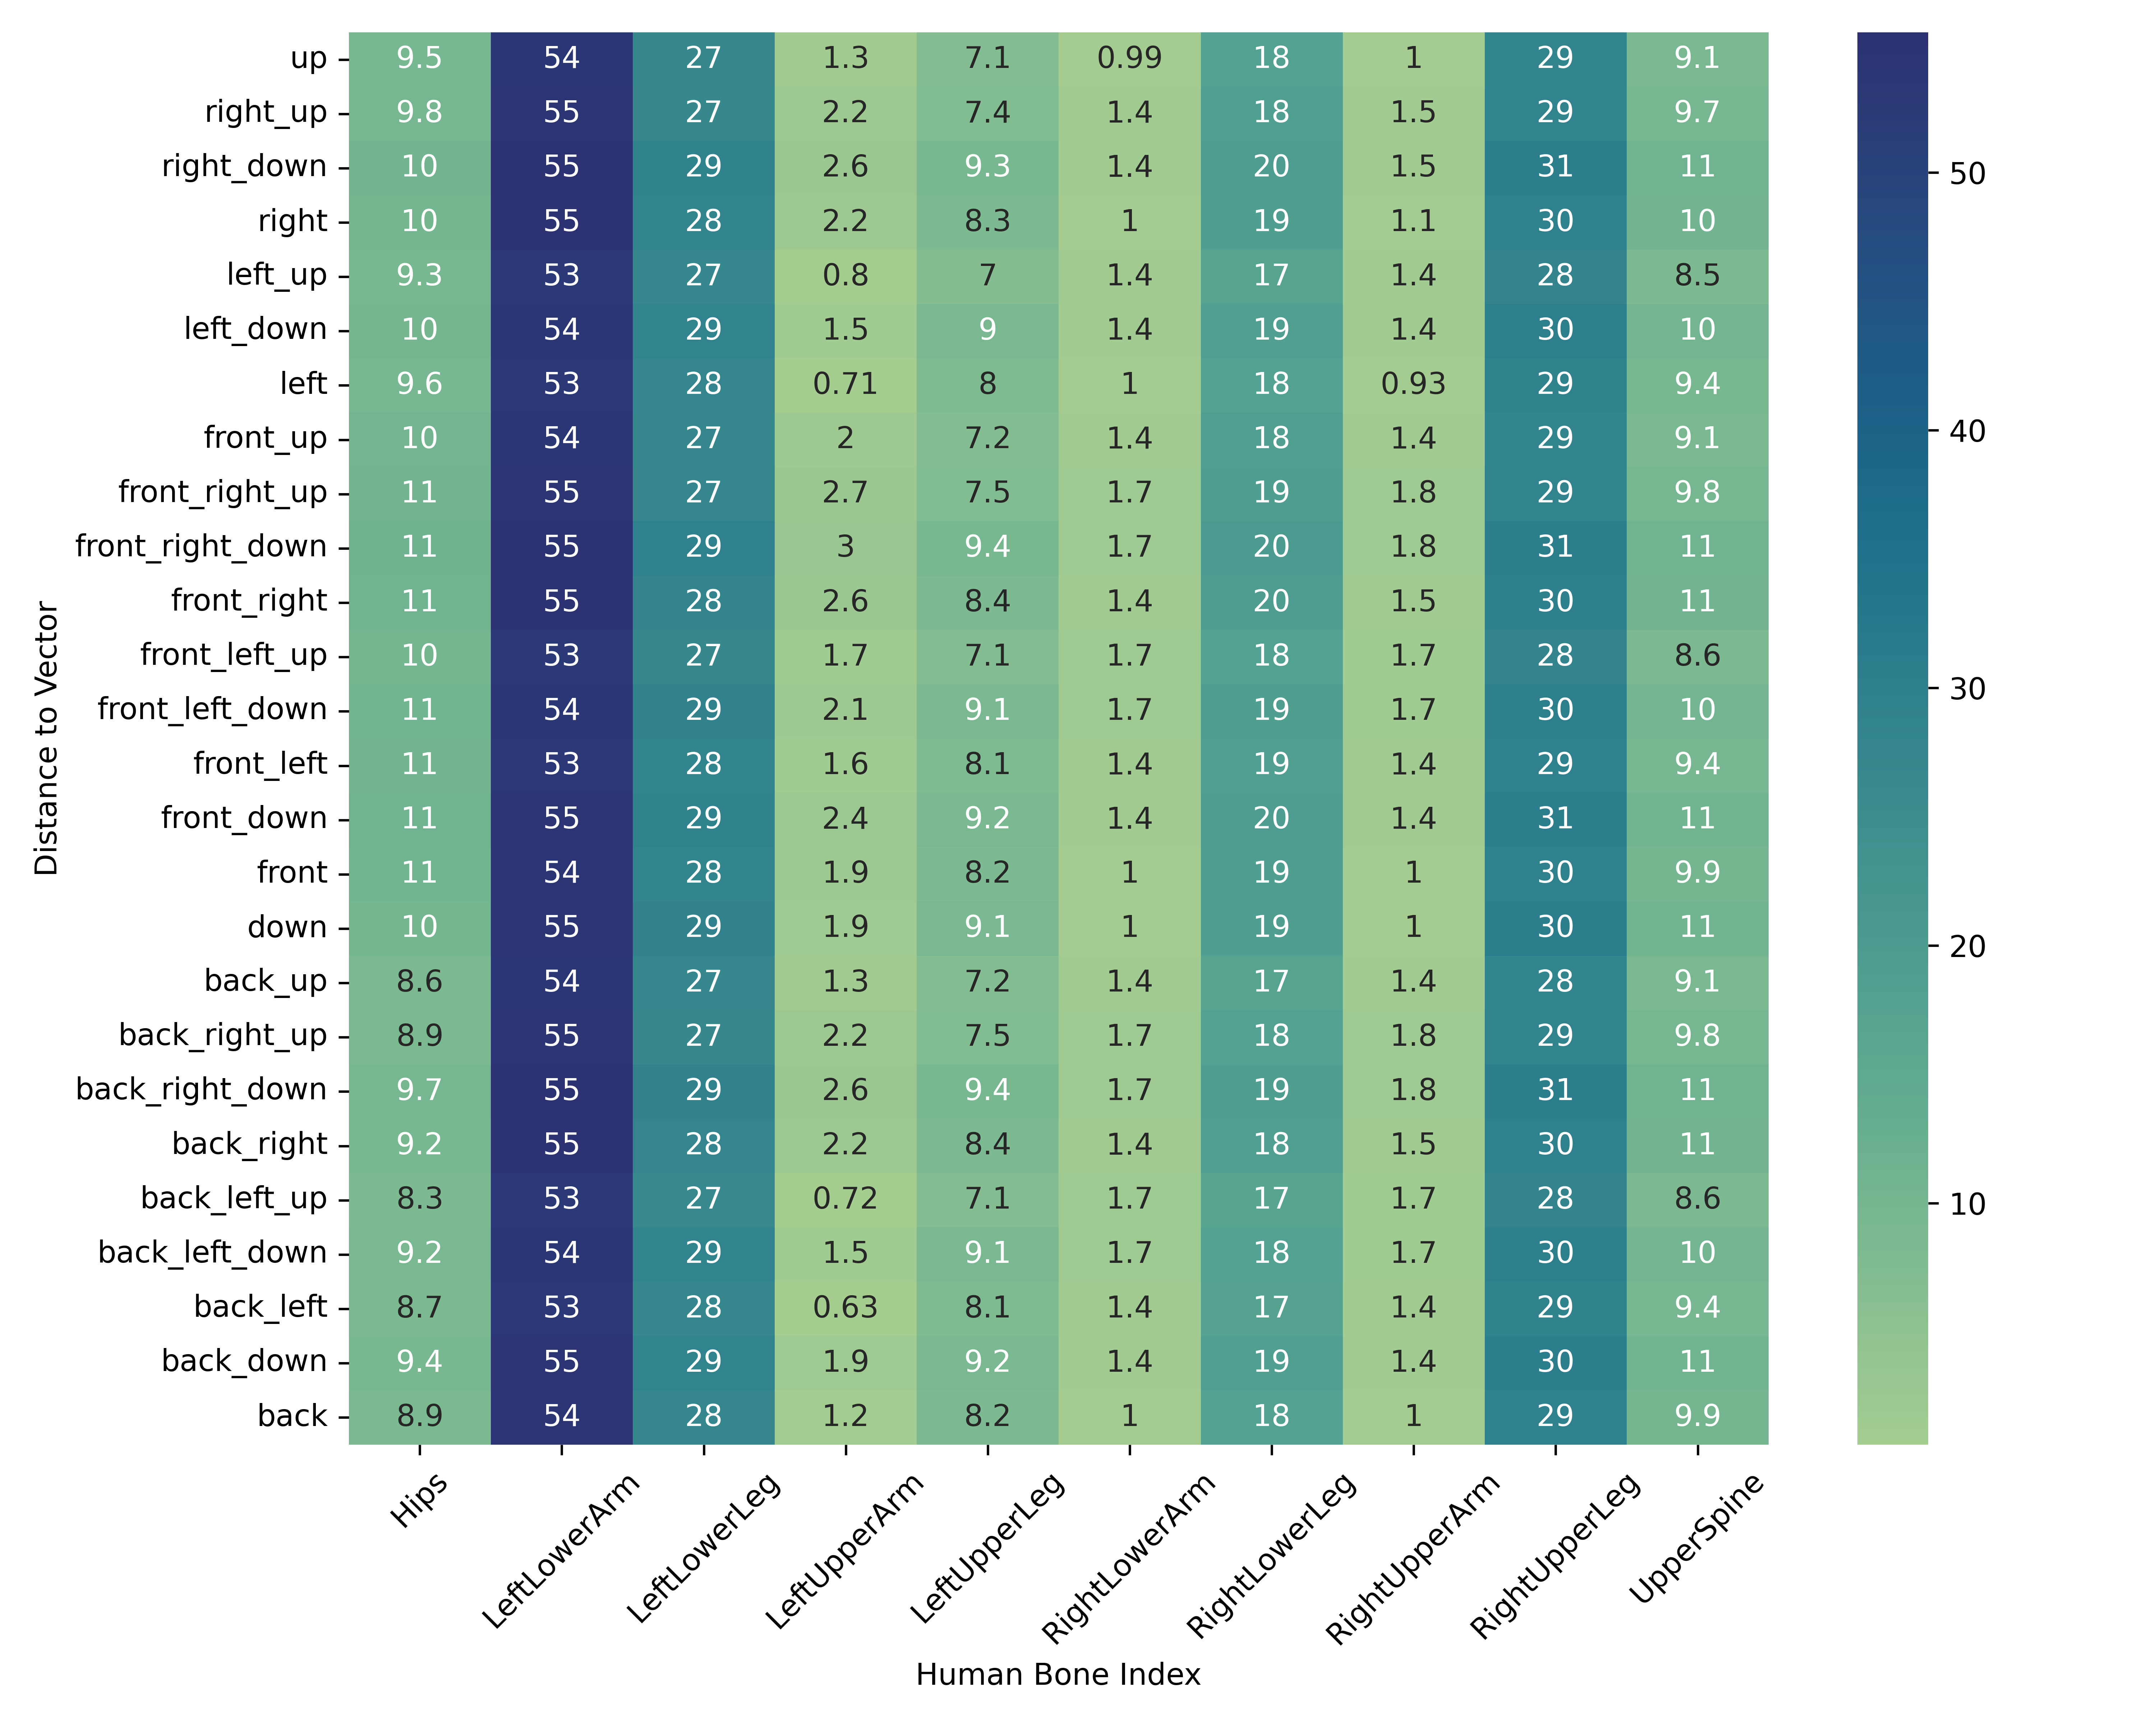 up 9.5 54 27 1.3 7.1 0.99 18 1 29 9.1
right_up 9.8 55 27 2.2 7.4 1.4 18 1.5 29 9.7
right_down 10 55 29 2.6 9.3 1.4 20 1.5 31 11
right 10 55 28 2.2 8.3 1 19 1.1 30 10
left_up 9.3 53 27 0.8 7 1.4 17 1.4 28 8.5
left_down 10 54 29 1.5 9 1.4 19 1.4 30 10
left 9.6 53 28 0.71 8 1 18 0.93 29 9.4
front_up 10 54 27 2 7.2 1.4 18 1.4 29 9.1
front_right_up 11 55 27 2.7 7.5 1.7 19 1.8 29 9.8
front_right_down 11 55 29 3 9.4 1.7 20 1.8 31 11
front_right 11 55 28 2.6 8.4 1.4 20 1.5 30 11
front_left_up 10 53 27 1.7 7.1 1.7 18 1.7 28 8.6
front_left_down 11 54 29 2.1 9.1 1.7 19 1.7 30 10
front_left 11 53 28 1.6 8.1 1.4 19 1.4 29 9.4
front_down 11 55 29 2.4 9.2 1.4 20 1.4 31 11
front 11 54 28 1.9 8.2 1 19 1 30 9.9
down 10 55 29 1.9 9.1 1 19 1 30 11
back_up 8.6 54 27 1.3 7.2 1.4 17 1.4 28 9.1
back_right_up 8.9 55 27 2.2 7.5 1.7 18 1.8 29 9.8
back_right_down 9.7 55 29 2.6 9.4 1.7 19 1.8 31 11
back_right 9.2 55 28 2.2 8.4 1.4 18 1.5 30 11
back_left_up 8.3 53 27 0.72 7.1 1.7 17 1.7 28 8.6
back_left_down 9.2 54 29 1.5 9.1 1.7 18 1.7 30 10
back_left 8.7 53 28 0.63 8.1 1.4 17 1.4 29 9.4
back_down 9.4 55 29 1.9 9.2 1.4 19 1.4 30 11
back 8.9 54 28 1.2 8.2 1 18 1 29 9.9
Distance to Vector
Hips LeftLowerArm LeftLowerLeg LeftUpperArm LeftUpperLeg RightLowerArm RightLowerLeg RightUpperArm RightUpperLeg UpperSpine
Human Bone Index
50
40
30
20
10